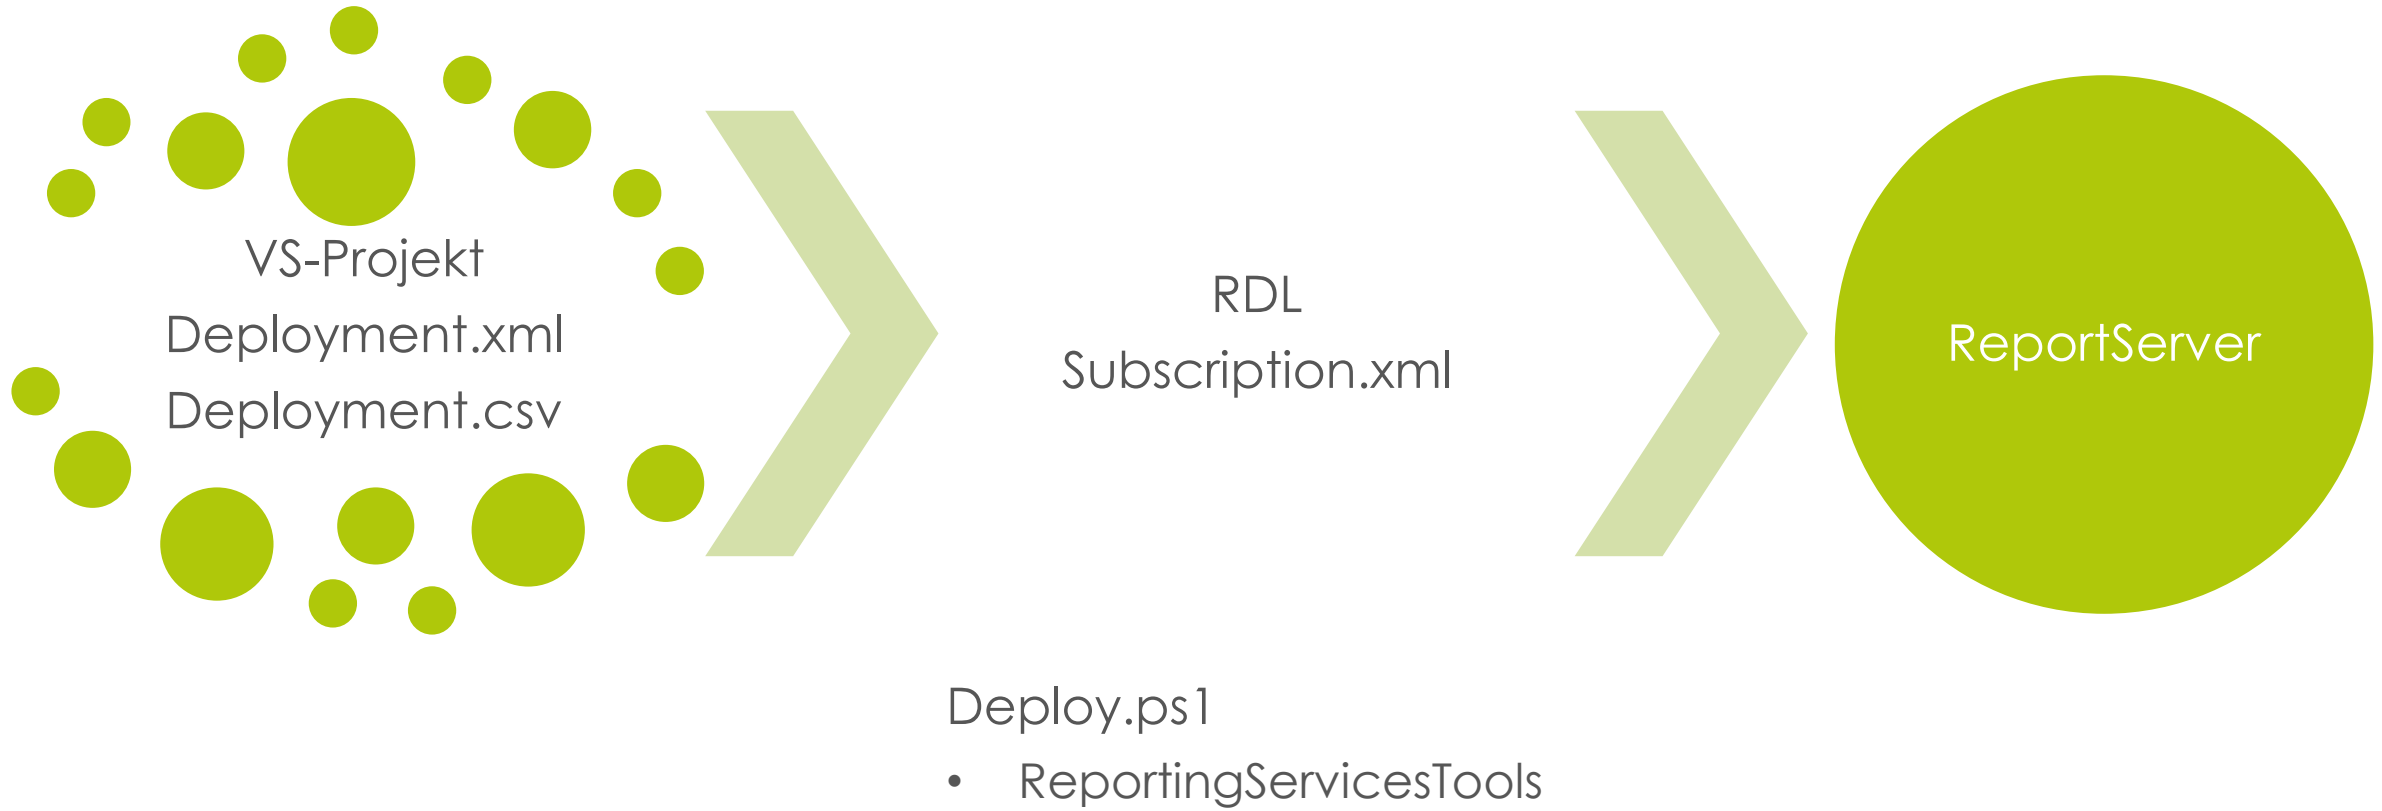 VS-Projekt
Deployment.xml
Deployment.csv
RDL
Subscription.xml
ReportServer
Deploy.ps1
• ReportingServicesTools